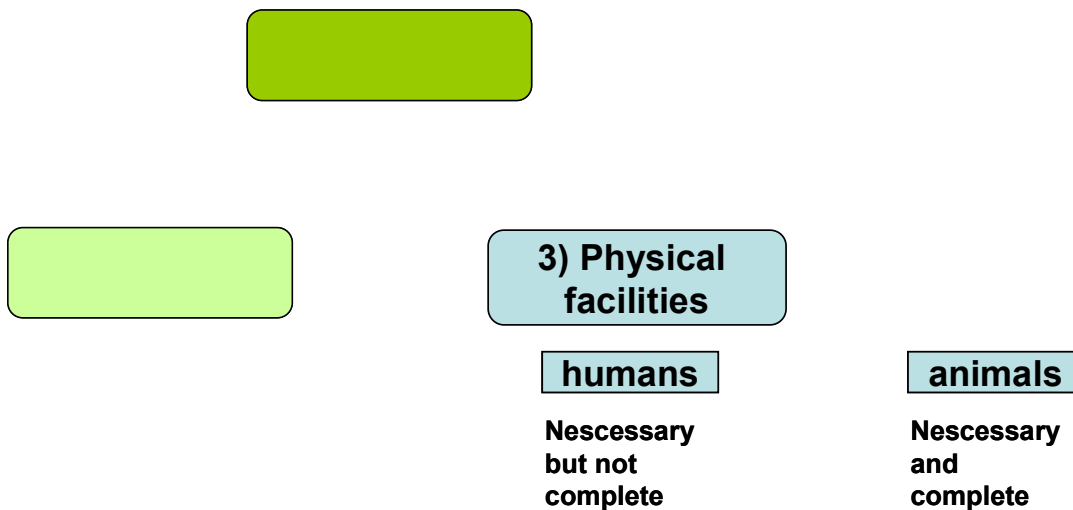 3) Physical
facilities
humans
animals
Nescessary
but not
complete
Nescessary
and
complete